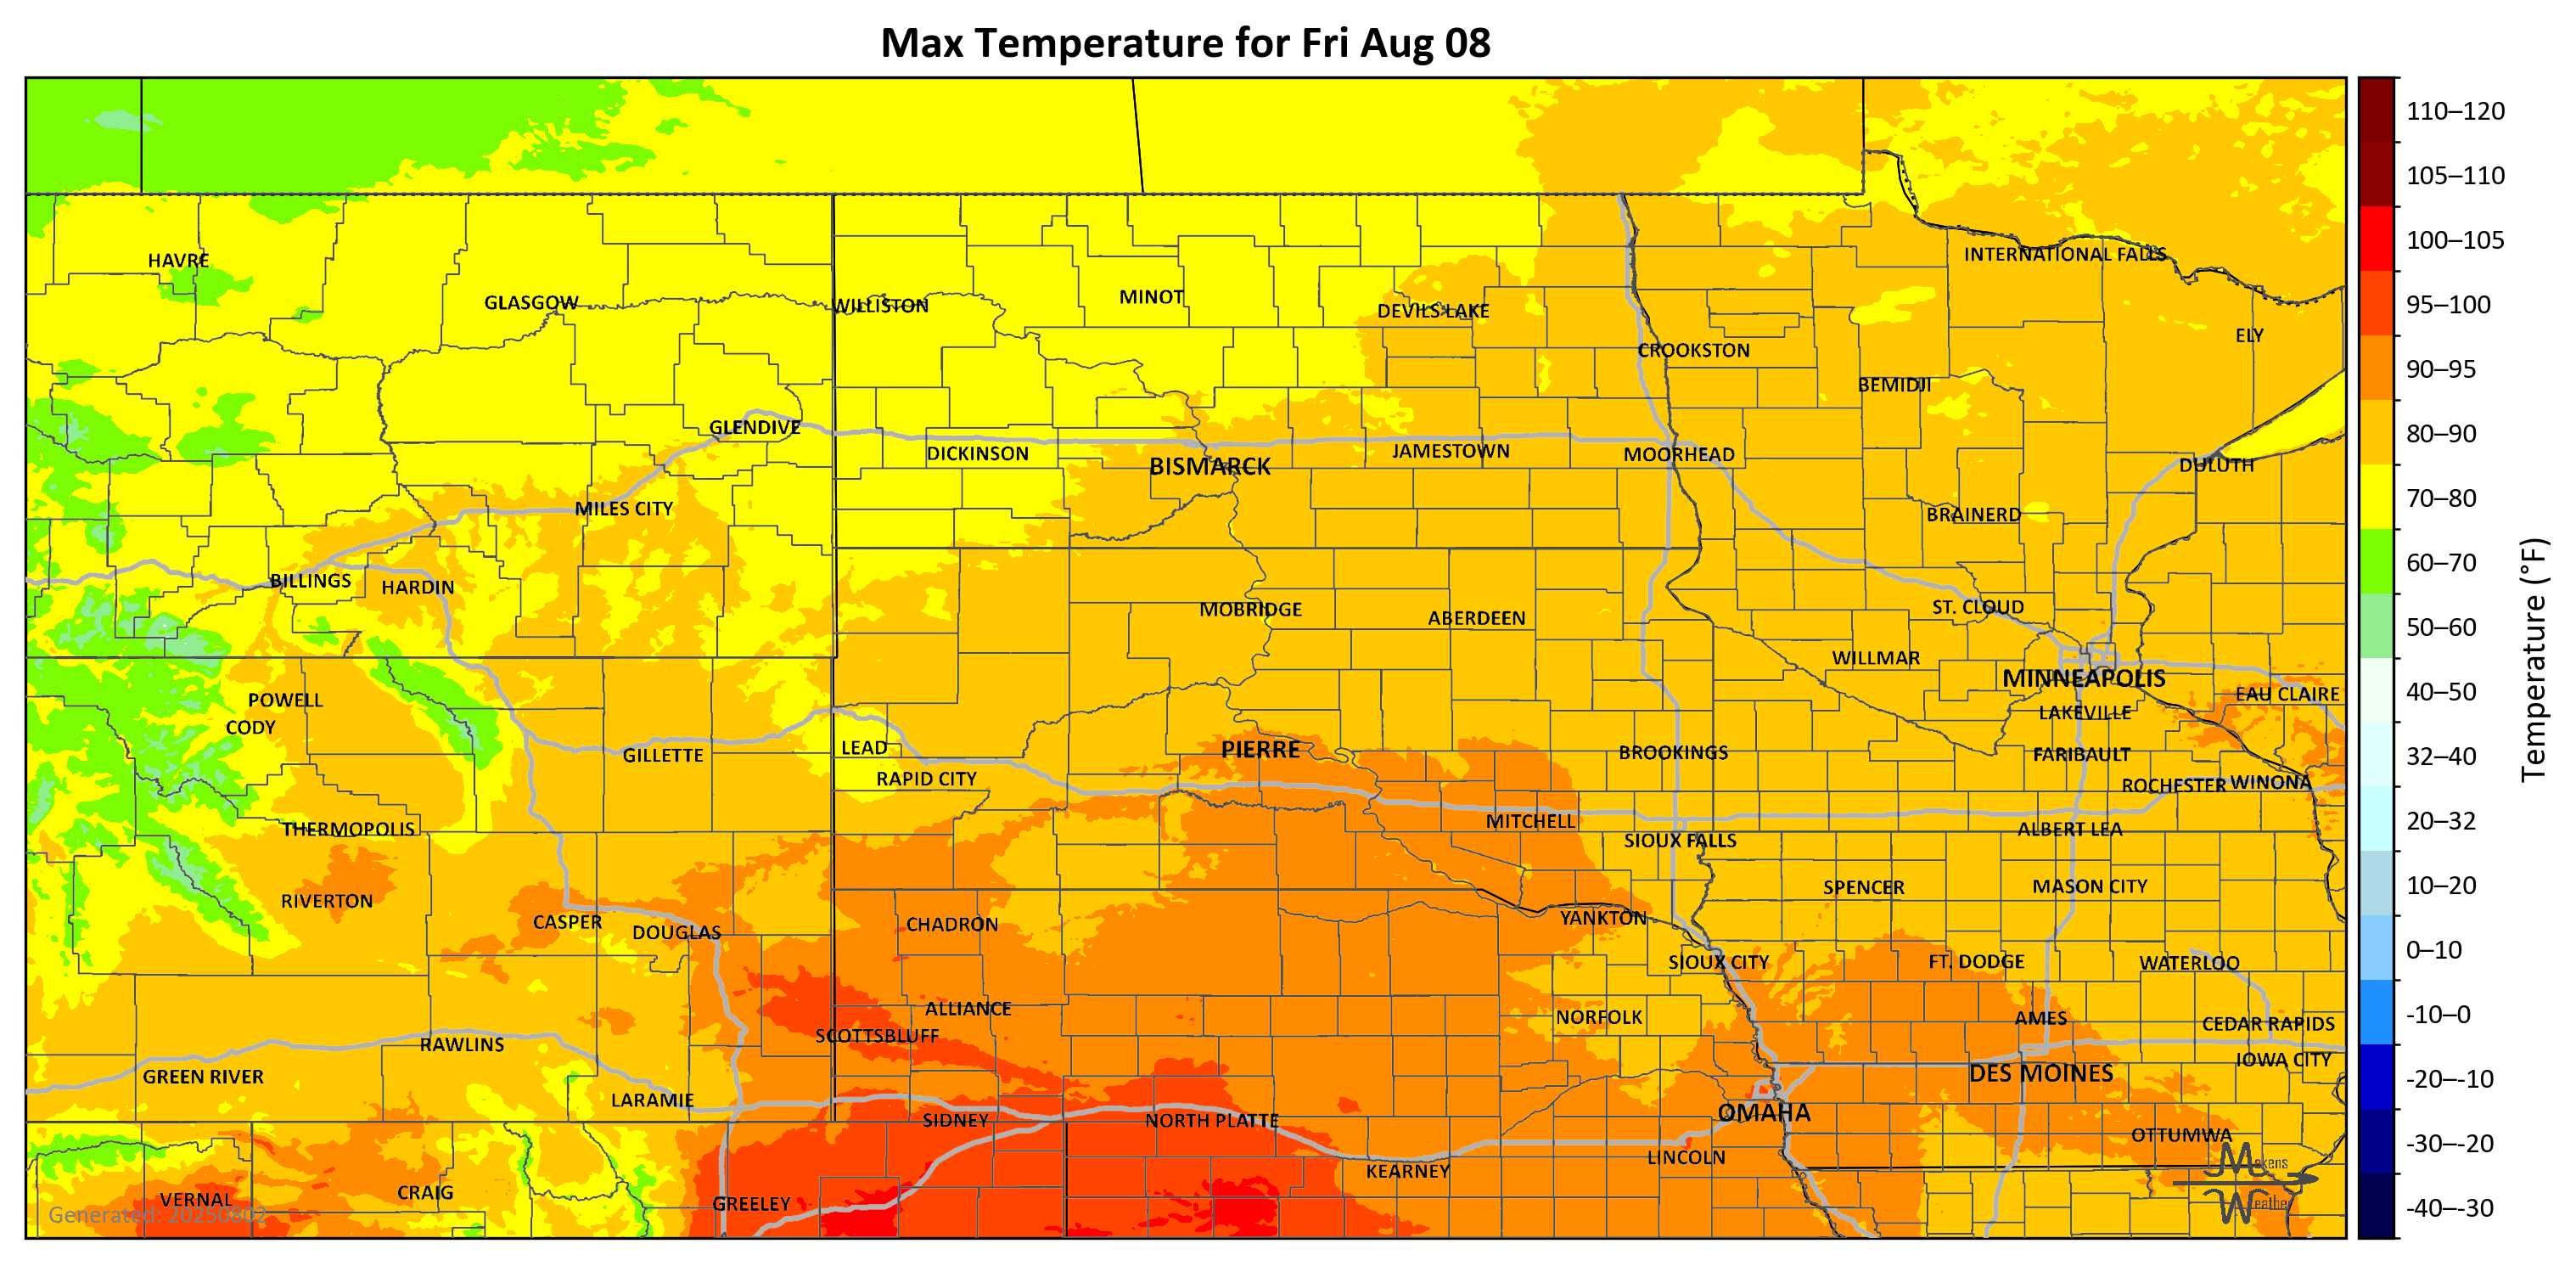 Max Temperature for Fri Aug 08
110–120
105–110
HAVRE
INTERNATIONAL FALLS
100–105
GLASGOW
WILLISTON
MINOT
DEVILS LAKE
95–100
ELY
CROOKSTON
90–95
BEMIDJI
GLENDIVE
80–90
DICKINSON
BISMARCK
JAMESTOWN
MOORHEAD
DULUTH
MILES CITY
BRAINERD
70–80
BILLINGS
HARDIN
60–70
MOBRIDGE
ABERDEEN
ST. CLOUD
50–60
WILLMAR
MINNEAPOLIS
Temperature (°F)
POWELL
EAU CLAIRE
40–50
CODY
LAKEVILLE
GILLETTE
LEAD
PIERRE
BROOKINGS
FARIBAULT
32–40
RAPID CITY
ROCHESTER
WINONA
THERMOPOLIS
MITCHELL
SIOUX FALLS
ALBERT LEA
20–32
RIVERTON
SPENCER
MASON CITY
10–20
CASPER
DOUGLAS
CHADRON
YANKTON
SIOUX CITY
FT. DODGE
WATERLOO
0–10
ALLIANCE
NORFOLK
AMES
CEDAR RAPIDS
-10–0
SCOTTSBLUFF
RAWLINS
IOWA CITY
GREEN RIVER
DES MOINES
-20–-10
LARAMIE
SIDNEY
NORTH PLATTE
OMAHA
OTTUMWA
-30–-20
LINCOLN
KEARNEY
Makens
VERNAL
CRAIG
GREELEY
Weather
-40–-30
Generated: 20250802